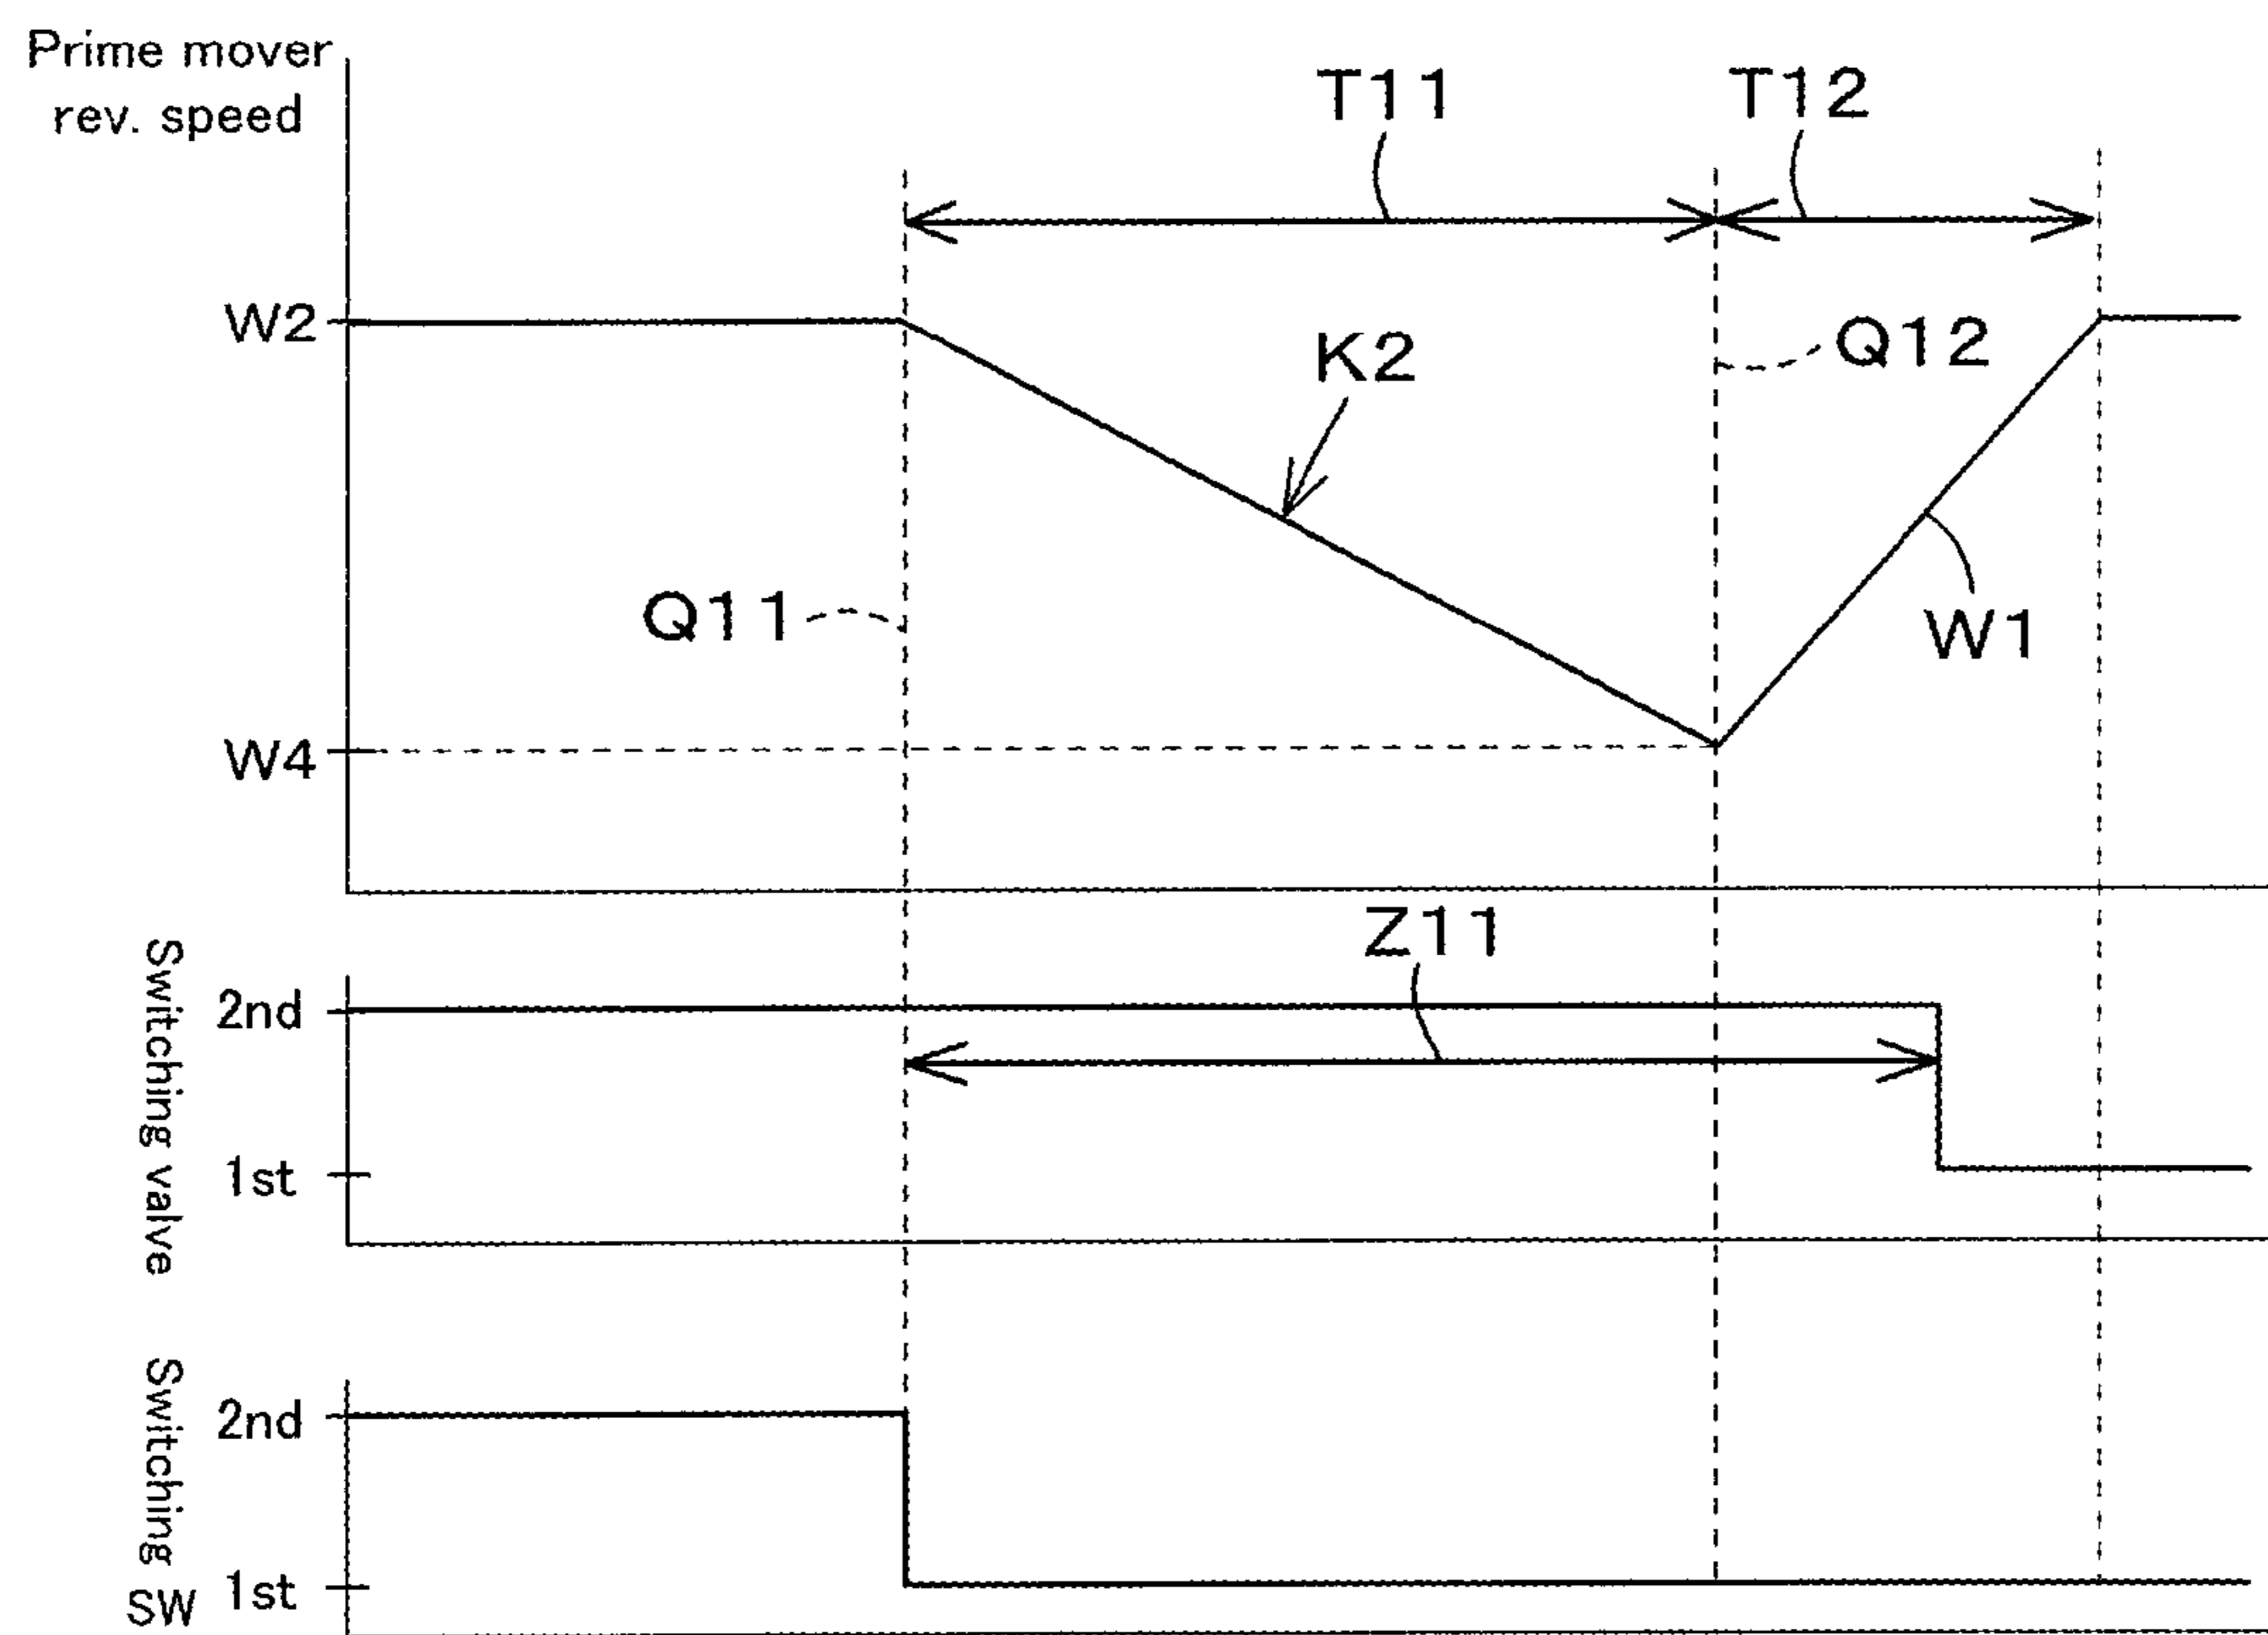 Prime mover
rev. speed
T11
T12
W2
K2
Q12
Q11
W1
W4
Z11
Switching valve
2nd
1st
Switching
SW
2nd
1st